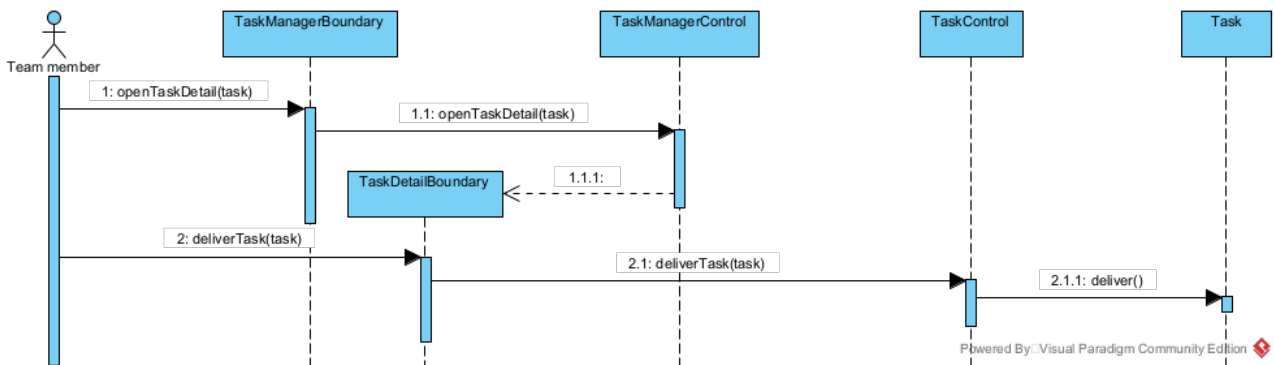 TaskManagerBoundary
TaskManagerControl
TaskControl
Task
Team member
1: openTaskDetail(task)
1.1: openTaskDetail(task)
TaskDetailBoundary
1.1.1:
2: deliverTask(task)
2.1: deliverTask(task)
2.1.1: deliver()
Powered By Visual Paradigm Community Edition